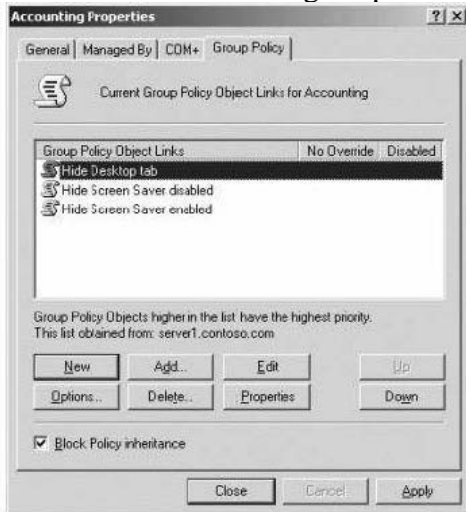 Accounting Properties
General Managed By COM+ Group Policy
Current Group Policy Object Links for Accounting
Group Policy Object Links No Override Disabled
Hide Desktop tab
Hide Screen Saver disabled
Hide Screen Saver enabled
Group Policy Objects higher in the list have the highest priority.
This list obtained from: server1.contoso.com
New Add... Edit Up
Options... Delete... Properties Down
Block Policy inheritance
Close Cancel Apply